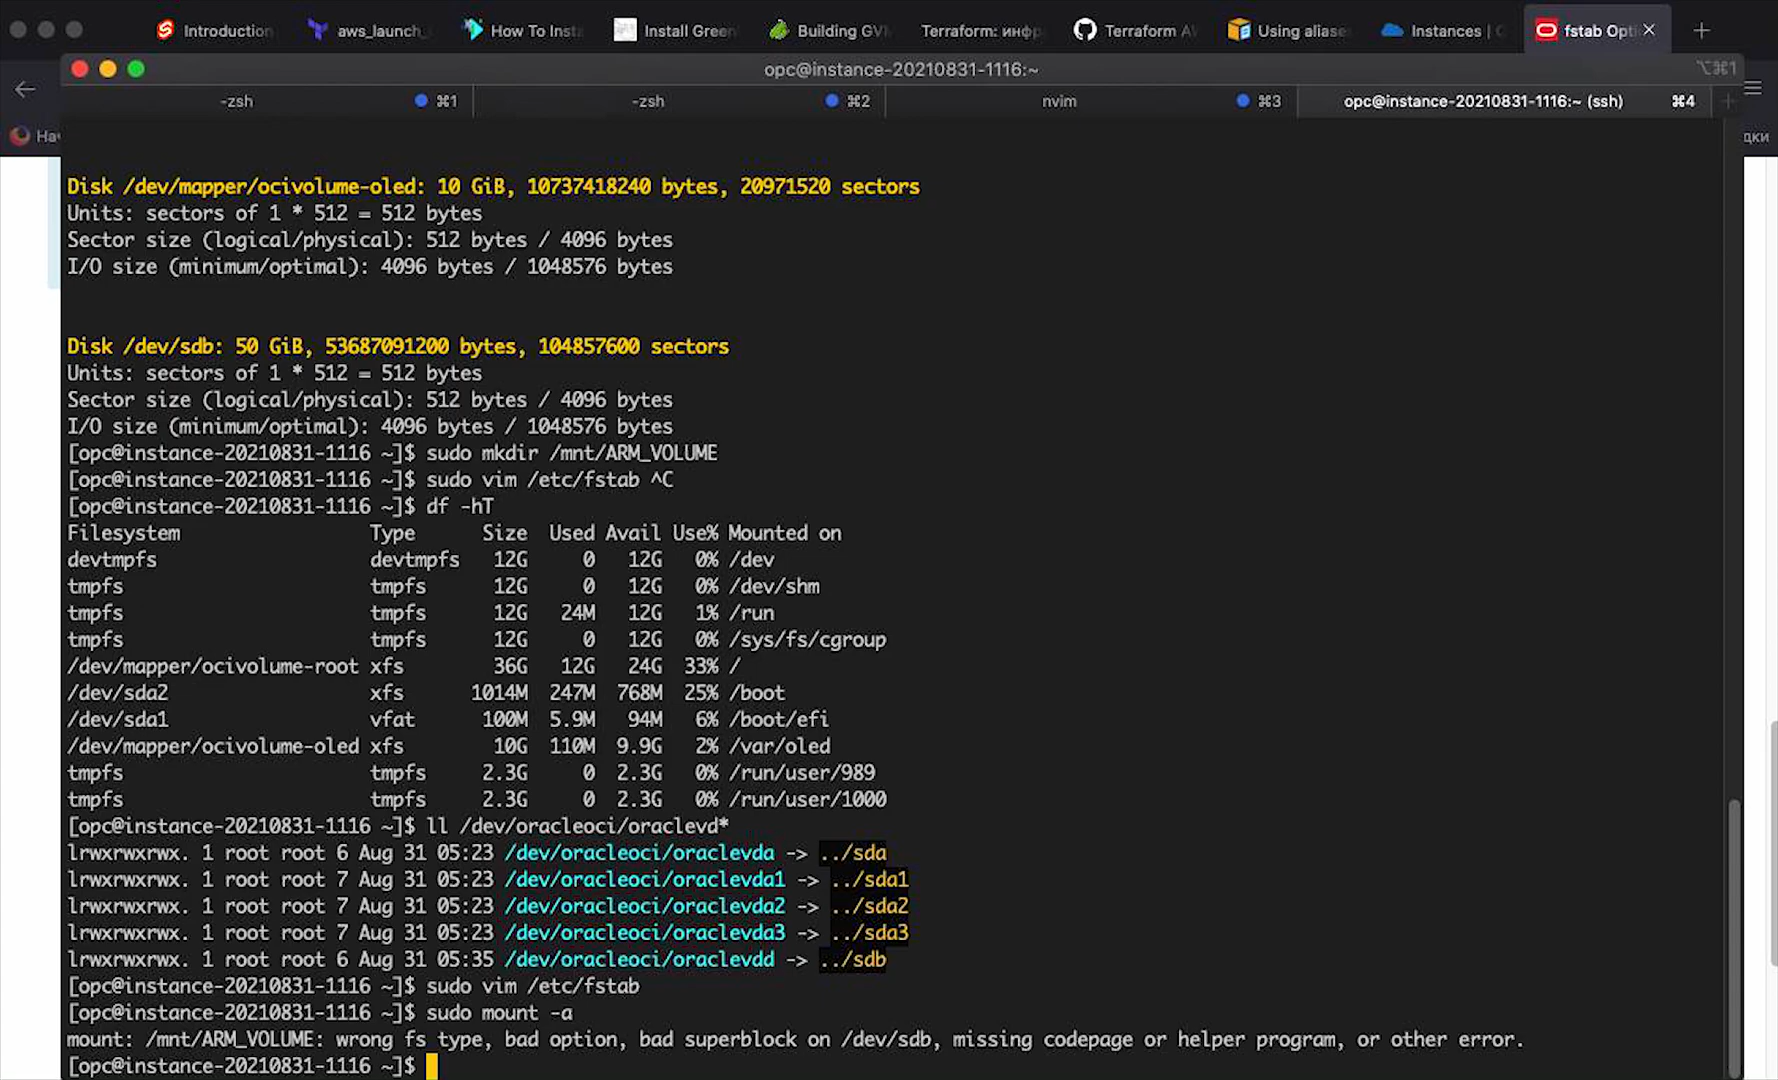 Introduction
aws_launch_
How To Insta
Install Green
Building GVM
Terraform: инфр
Terraform AW
Using aliase
Instances | O
fstab Opti
opc@instance-20210831-1116:~
⌥⌘1
-zsh ⌘1
-zsh ⌘2
nvim ⌘3
opc@instance-20210831-1116:~ (ssh) ⌘4
Нач
дки
Disk /dev/mapper/ocivolume-oled: 10 GiB, 10737418240 bytes, 20971520 sectors
Units: sectors of 1 * 512 = 512 bytes
Sector size (logical/physical): 512 bytes / 4096 bytes
I/O size (minimum/optimal): 4096 bytes / 1048576 bytes
Disk /dev/sdb: 50 GiB, 53687091200 bytes, 104857600 sectors
Units: sectors of 1 * 512 = 512 bytes
Sector size (logical/physical): 512 bytes / 4096 bytes
I/O size (minimum/optimal): 4096 bytes / 1048576 bytes
[opc@instance-20210831-1116 ~]$ sudo mkdir /mnt/ARM_VOLUME
[opc@instance-20210831-1116 ~]$ sudo vim /etc/fstab ^C
[opc@instance-20210831-1116 ~]$ df -hT
Filesystem Type Size Used Avail Use% Mounted on
devtmpfs devtmpfs 12G 0 12G 0% /dev
tmpfs tmpfs 12G 0 12G 0% /dev/shm
tmpfs tmpfs 12G 24M 12G 1% /run
tmpfs tmpfs 12G 0 12G 0% /sys/fs/cgroup
/dev/mapper/ocivolume-root xfs 36G 12G 24G 33% /
/dev/sda2 xfs 1014M 247M 768M 25% /boot
/dev/sda1 vfat 100M 5.9M 94M 6% /boot/efi
/dev/mapper/ocivolume-oled xfs 10G 110M 9.9G 2% /var/oled
tmpfs tmpfs 2.3G 0 2.3G 0% /run/user/989
tmpfs tmpfs 2.3G 0 2.3G 0% /run/user/1000
[opc@instance-20210831-1116 ~]$ ll /dev/oracleoci/oraclevd*
lrwxrwxrwx. 1 root root 6 Aug 31 05:23 /dev/oracleoci/oraclevda -> ../sda
lrwxrwxrwx. 1 root root 7 Aug 31 05:23 /dev/oracleoci/oraclevda1 -> ../sda1
lrwxrwxrwx. 1 root root 7 Aug 31 05:23 /dev/oracleoci/oraclevda2 -> ../sda2
lrwxrwxrwx. 1 root root 7 Aug 31 05:23 /dev/oracleoci/oraclevda3 -> ../sda3
lrwxrwxrwx. 1 root root 6 Aug 31 05:35 /dev/oracleoci/oraclevdd -> ../sdb
[opc@instance-20210831-1116 ~]$ sudo vim /etc/fstab
[opc@instance-20210831-1116 ~]$ sudo mount -a
mount: /mnt/ARM_VOLUME: wrong fs type, bad option, bad superblock on /dev/sdb, missing codepage or helper program, or other error.
[opc@instance-20210831-1116 ~]$